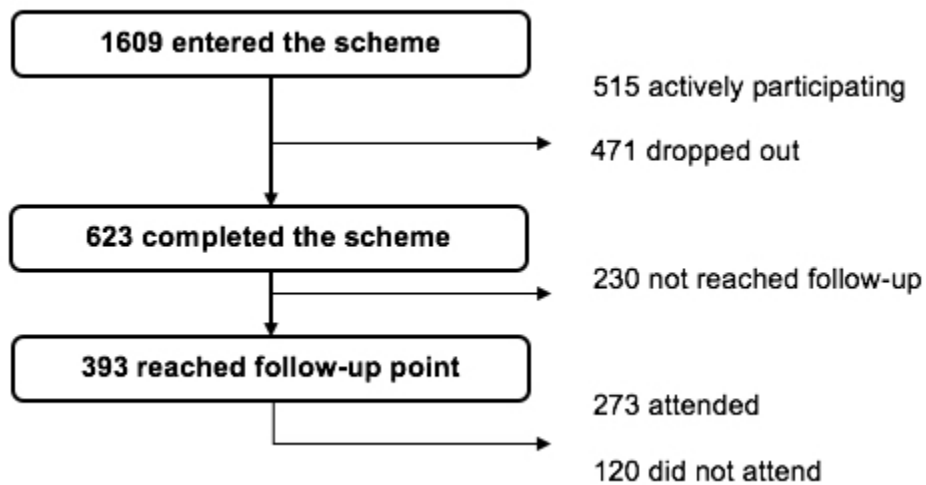 1609 entered the scheme
515 actively participating
471 dropped out
623 completed the scheme
230 not reached follow-up
393 reached follow-up point
273 attended
120 did not attend